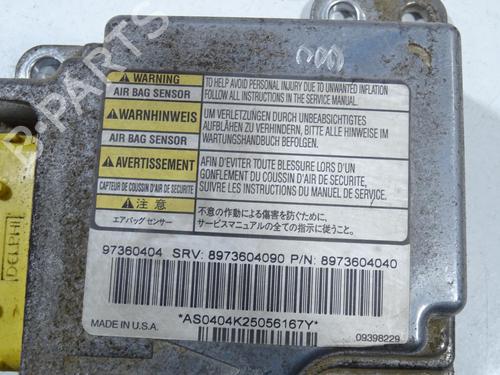 WARNING
AIR BAG SENSOR
TO HELP AVOID PERSONAL INJURY DUE TO UNWANTED INFLATION
FOLLOW ALL INSTRUCTIONS IN THE SERVICE MANUAL.
WARNHINWEIS
AIR BAG SENSOR
UM VERLETZUNGEN DURCH UNBEABSICHTIGTES
AUFBLÄHEN ZU VERHINDERN, BITTE ALLE HINWEISE IM
WARTUNGSHANDBUCH BEFOLGEN.
AVERTISSEMENT
CAPTEUR DE COUSSIN D'AIR DE SECURITE
AFIN D'EVITER TOUTE BLESSURE LORS D'UN
GONFLEMENT DU COUSSIN D'AIR DE SECURITE,
SUIVRE LES INSTRUCTIONS DU MANUEL DE SERVICE.
注意
エアバッグ センサー
不意の作動による傷害を防ぐために、
サービスマニュアルの全ての指示に従うこと。
97360404 SRV: 8973604090 P/N: 8973604040
*AS0404K25056167Y*
MADE IN U.S.A.
09398229
DELPHI
B-PARTS